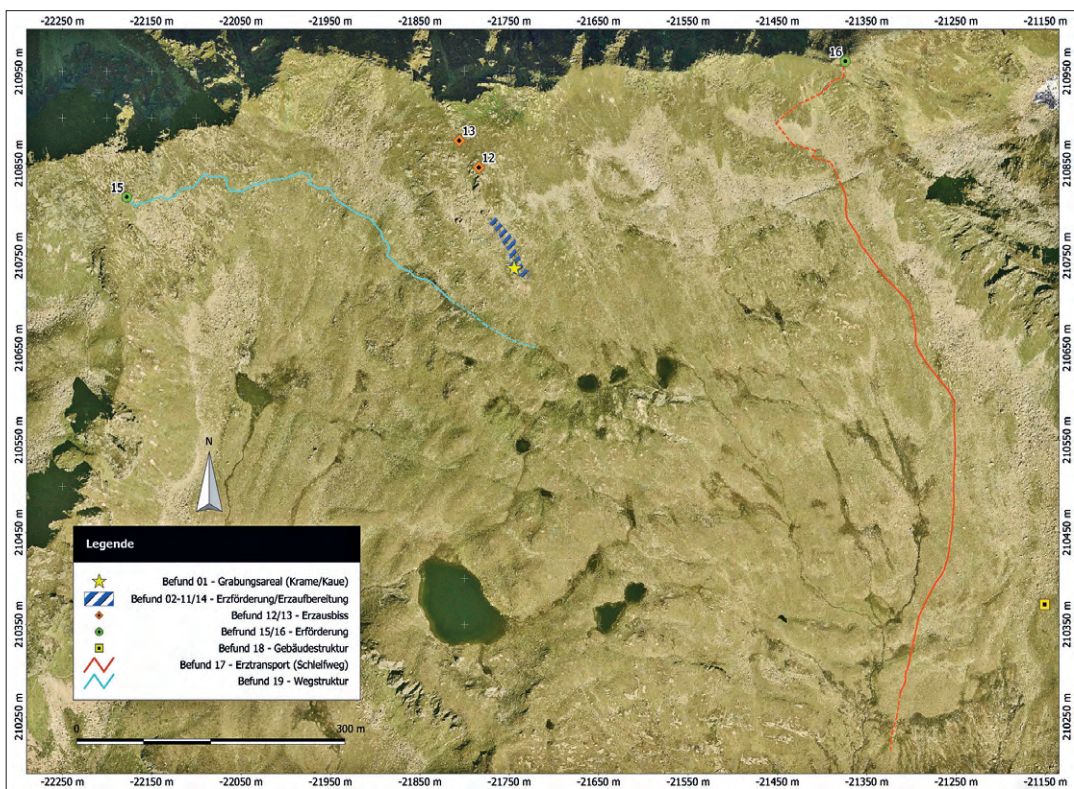 -22250 m -22150 m -22050 m -21950 m -21850 m -21750 m -21650 m -21550 m -21450 m -21350 m -21250 m -21150 m
210950 m
210850 m
210750 m
210650 m
210550 m
210450 m
210350 m
210250 m
16
13
12
15
N
Legende
Befund 01 - Grabungsareal (Krame/Kaue)
Befund 02-11/14 - Erzförderung/Erzaufbereitung
Befund 12/13 - Erzausbiss
Befrund 15/16 - Erförderung
Befund 18 - Gebäudestruktur
Befund 17 - Erztransport (Schleifweg)
Befund 19 - Wegstruktur
0 300 m
210950 m
210850 m
210750 m
210650 m
210550 m
210450 m
210350 m
210250 m
-22250 m -22150 m -22050 m -21950 m -21850 m -21750 m -21650 m -21550 m -21450 m -21350 m -21250 m -21150 m